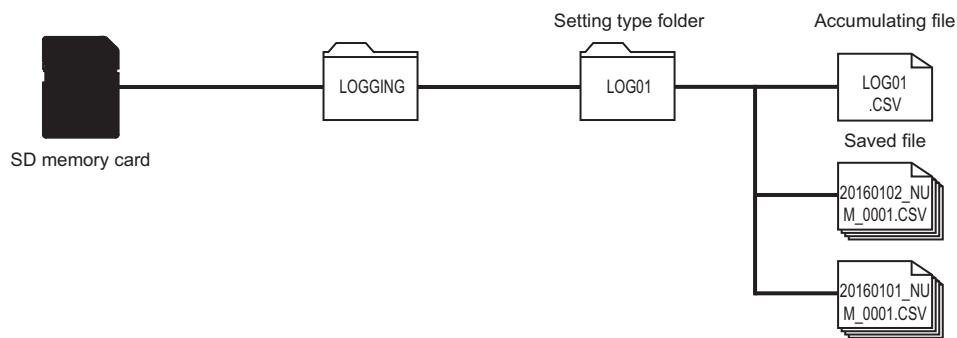 Setting type folder
Accumulating file
LOGGING
LOG01
LOG01
.CSV
SD memory card
Saved file
20160102_NU
M_0001.CSV
20160101_NU
M_0001.CSV